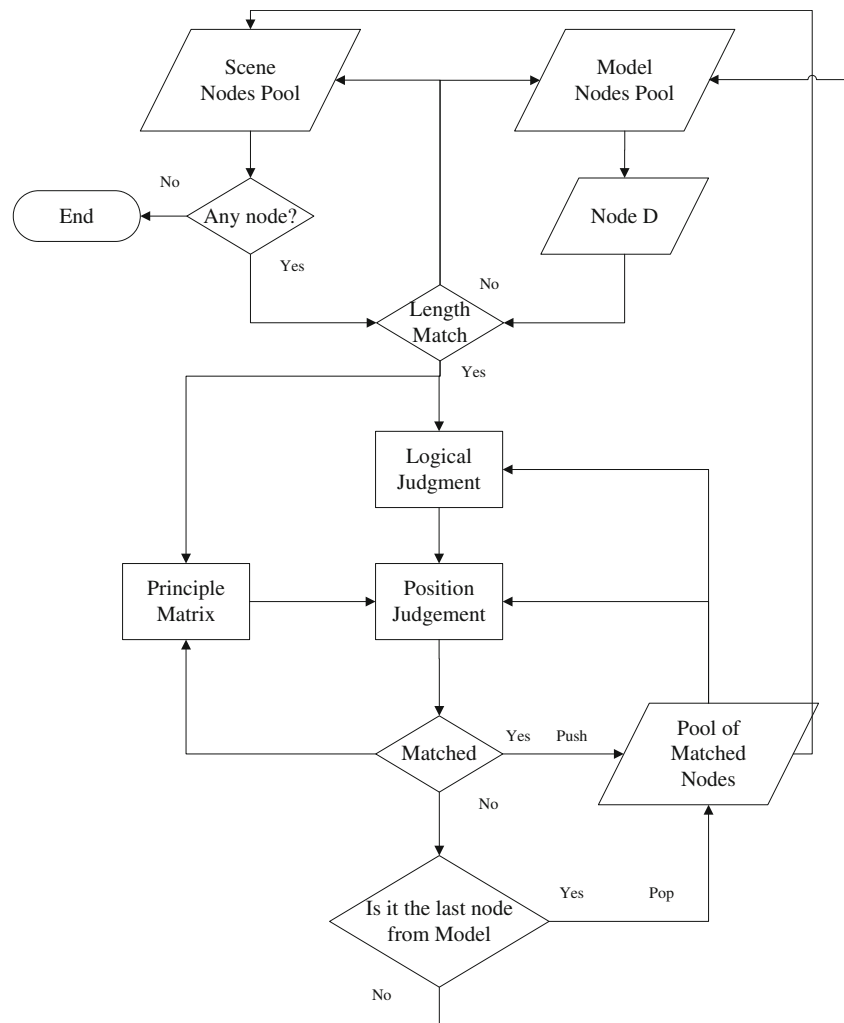 Scene
Nodes Pool
Model
Nodes Pool
No
End
Any node?
Node D
Yes
No
Length
Match
Yes
Logical
Judgment
Principle
Matrix
Position
Judgement
Matched
Yes
Push
Pool of
Matched
Nodes
No
Is it the last node
from Model
Yes
Pop
No